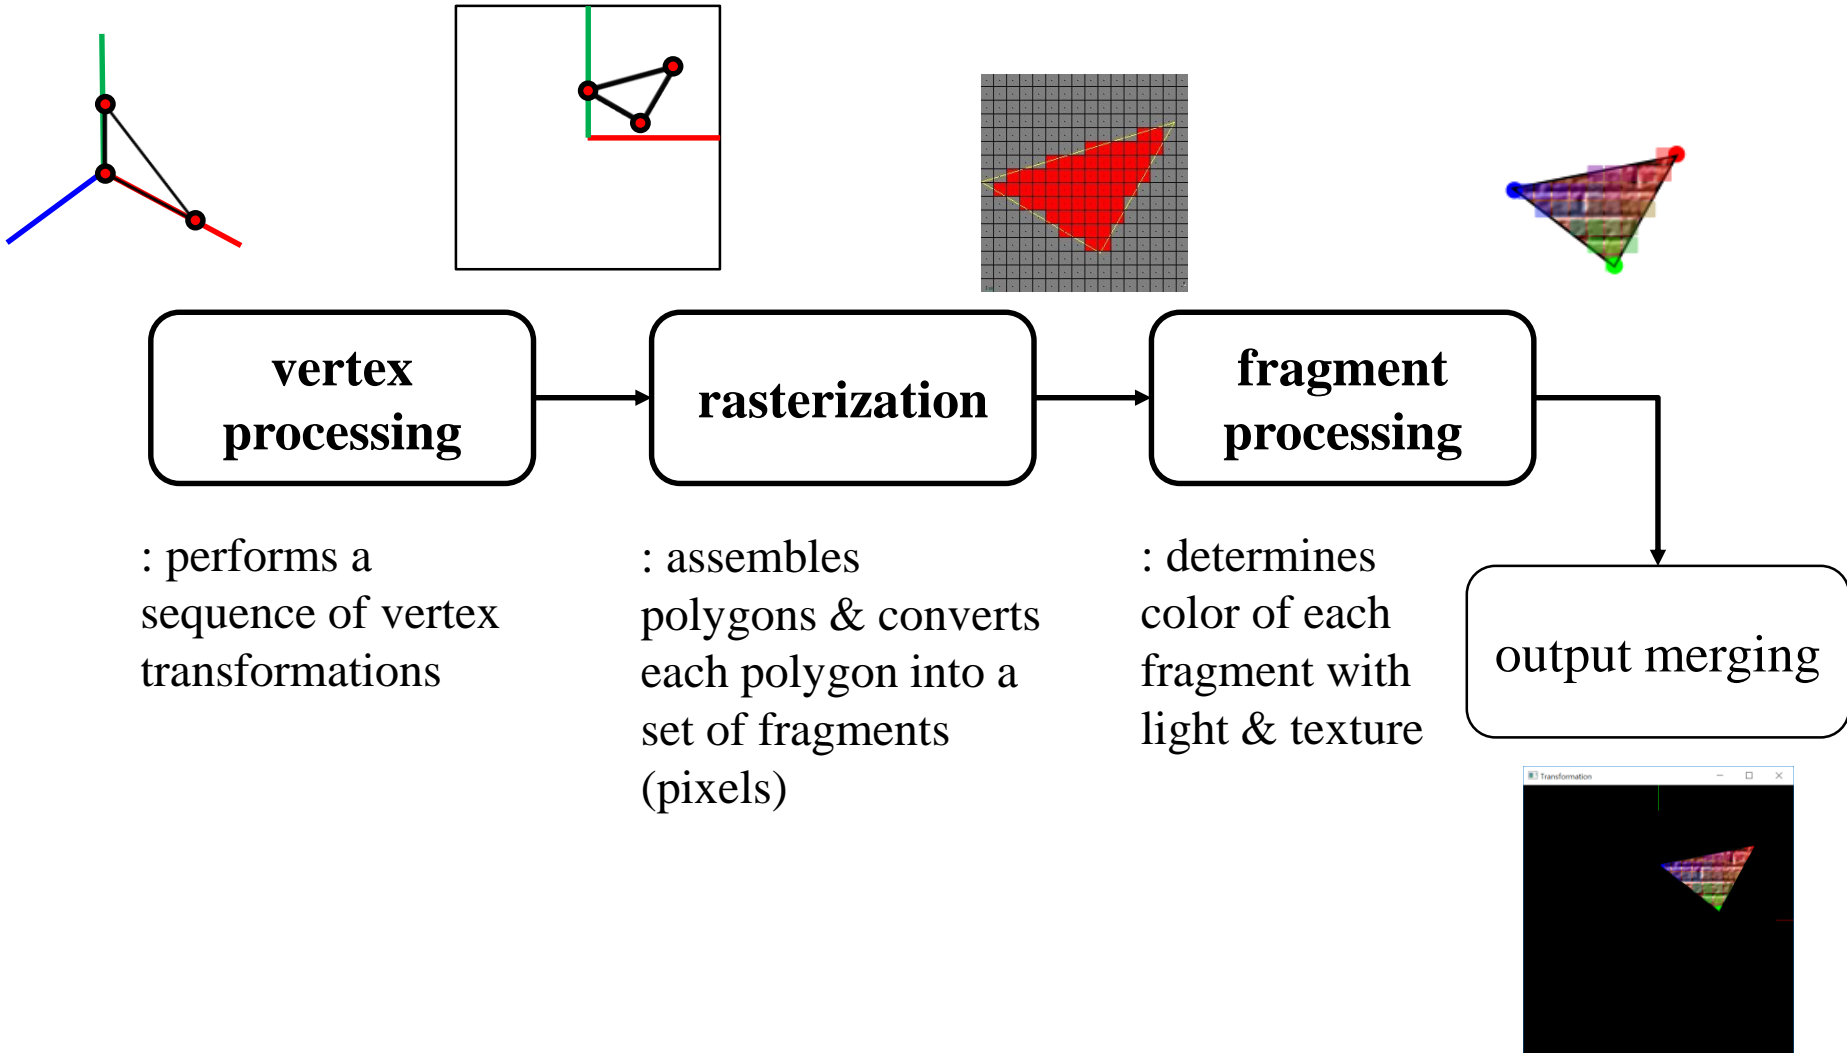 vertex
processing
rasterization
fragment
processing
: performs a
sequence of vertex
transformations
: assembles
polygons & converts
each polygon into a
set of fragments
(pixels)
: determines
color of each
fragment with
light & texture
output merging
Transformation